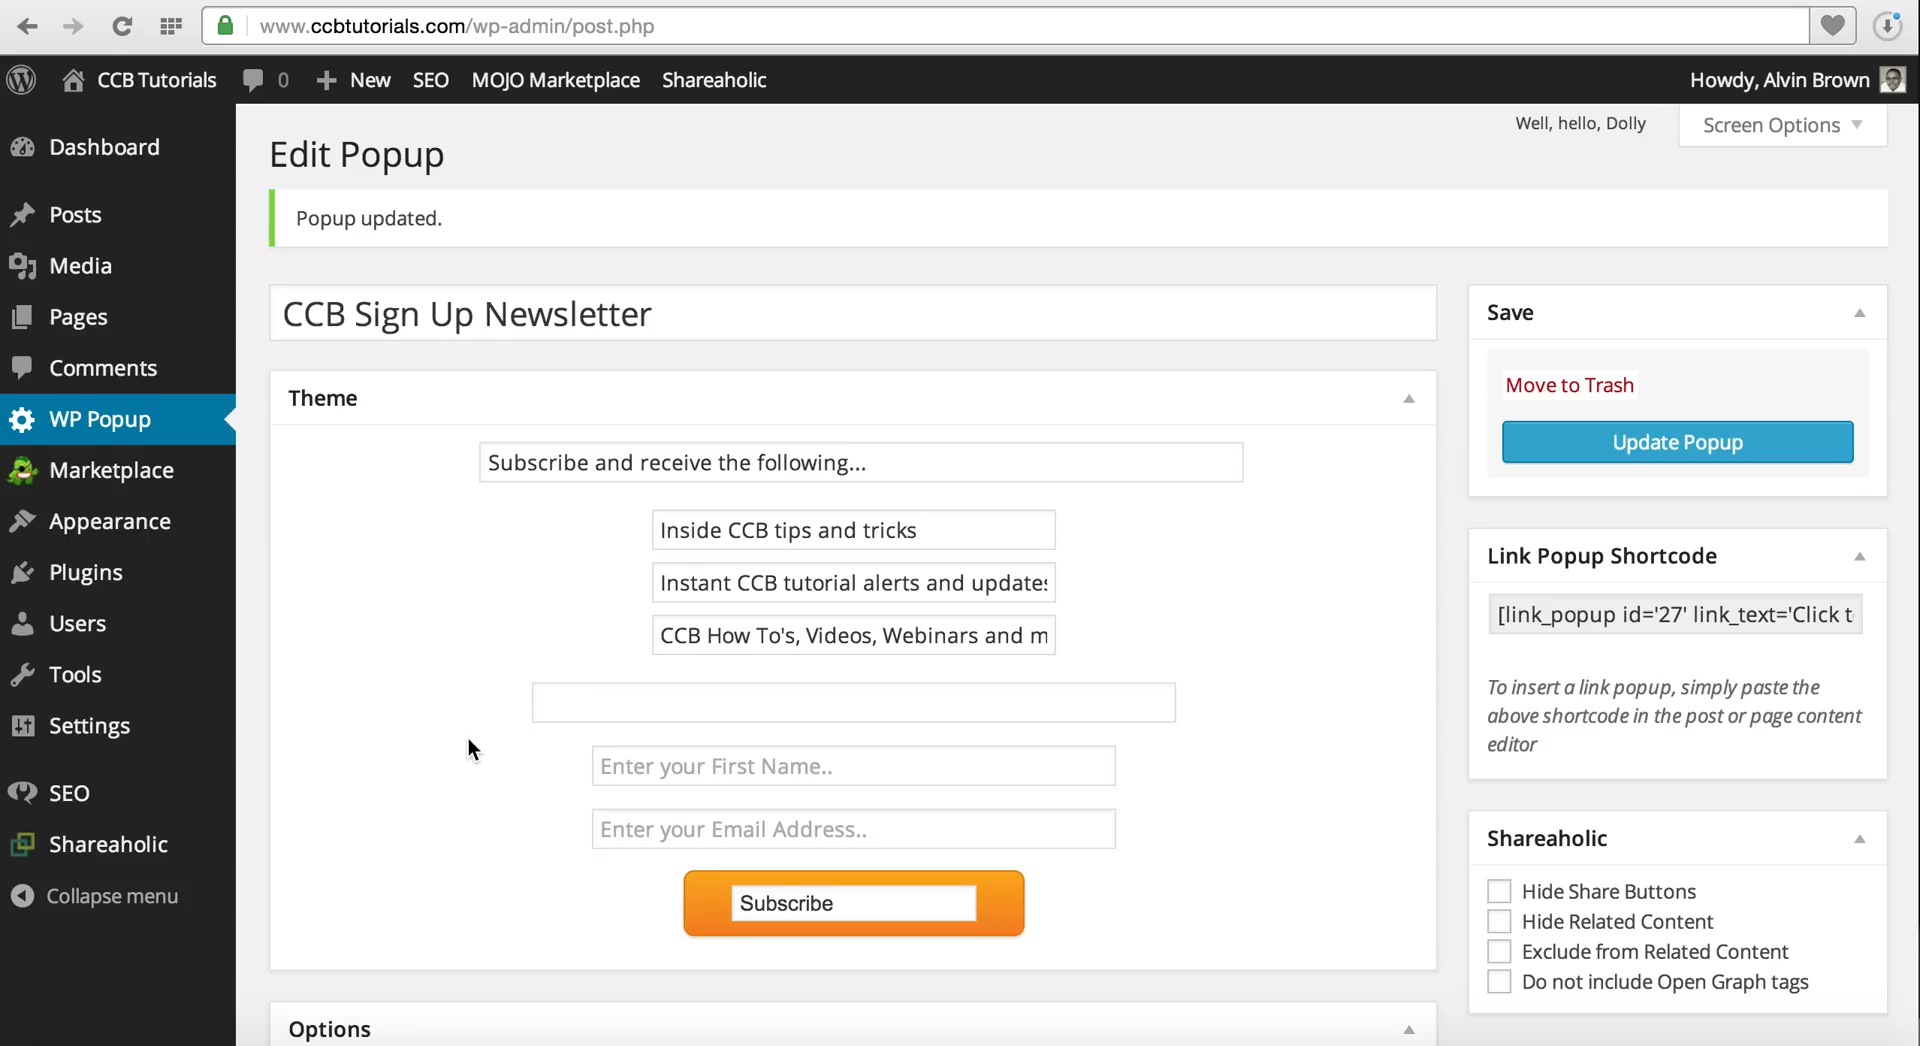 www.ccbtutorials.com/wp-admin/post.php
CCB Tutorials 0 New SEO MOJO Marketplace Shareaholic Howdy, Alvin Brown
Well, hello, Dolly
Screen Options
Dashboard
Posts
Media
Pages
Comments
WP Popup
Marketplace
Appearance
Plugins
Users
Tools
Settings
SEO
Shareaholic
Collapse menu
Edit Popup
Popup updated.
CCB Sign Up Newsletter
Theme
Subscribe and receive the following...
Inside CCB tips and tricks
Instant CCB tutorial alerts and updates
CCB How To's, Videos, Webinars and m
Enter your First Name..
Enter your Email Address..
Subscribe
Options
Save
Move to Trash
Update Popup
Link Popup Shortcode
[link_popup id='27' link_text='Click t
To insert a link popup, simply paste the
above shortcode in the post or page content
editor
Shareaholic
Hide Share Buttons
Hide Related Content
Exclude from Related Content
Do not include Open Graph tags